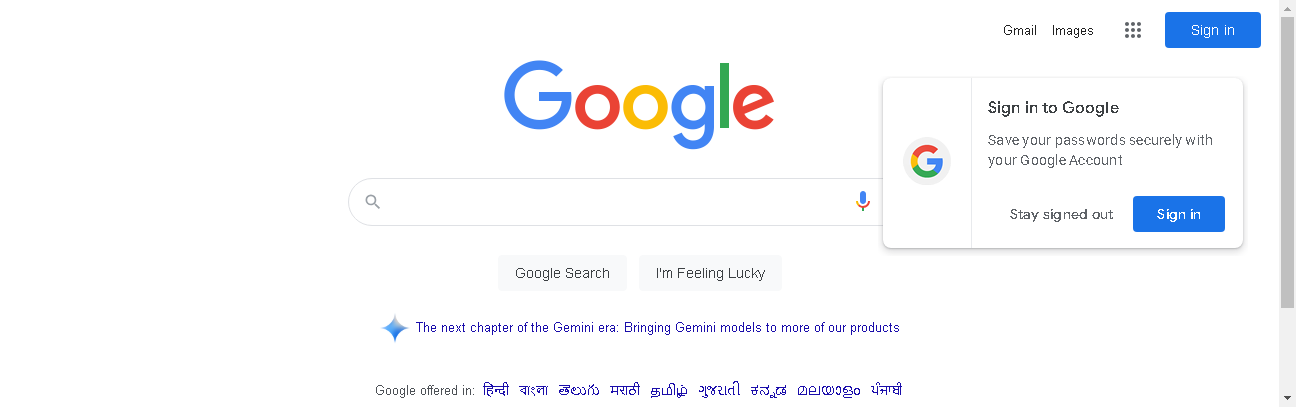 Gmail Images Sign in
Google
Sign in to Google
Save your passwords securely with
your Google Account
Stay signed out Sign in
Google Search I'm Feeling Lucky
The next chapter of the Gemini era: Bringing Gemini models to more of our products
Google offered in: हिन्दी বাংলা తెలుగు मराठी தமிழ் ગુજરાતી ಕನ್ನಡ മലയാളം ਪੰਜਾਬੀ